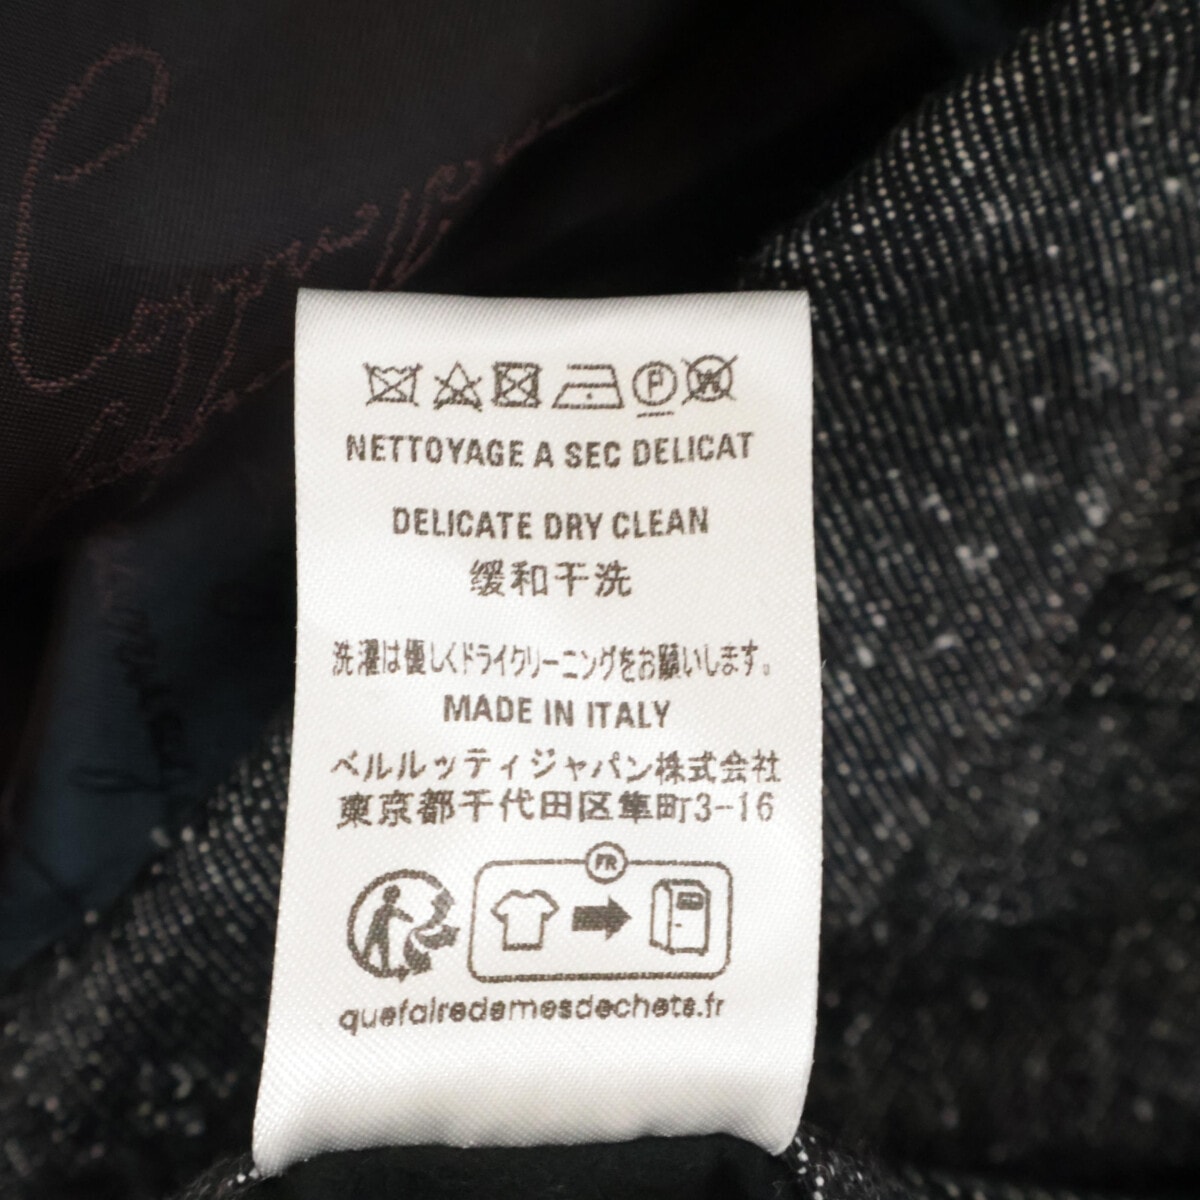 P W
NETTOYAGE A SEC DELICAT
DELICATE DRY CLEAN
缓和干洗
洗濯は優しくドライクリーニングをお願いします。
MADE IN ITALY
ベルルッティジャパン株式会社
東京都千代田区隼町3-16
FR
quefairedemesdechets.fr